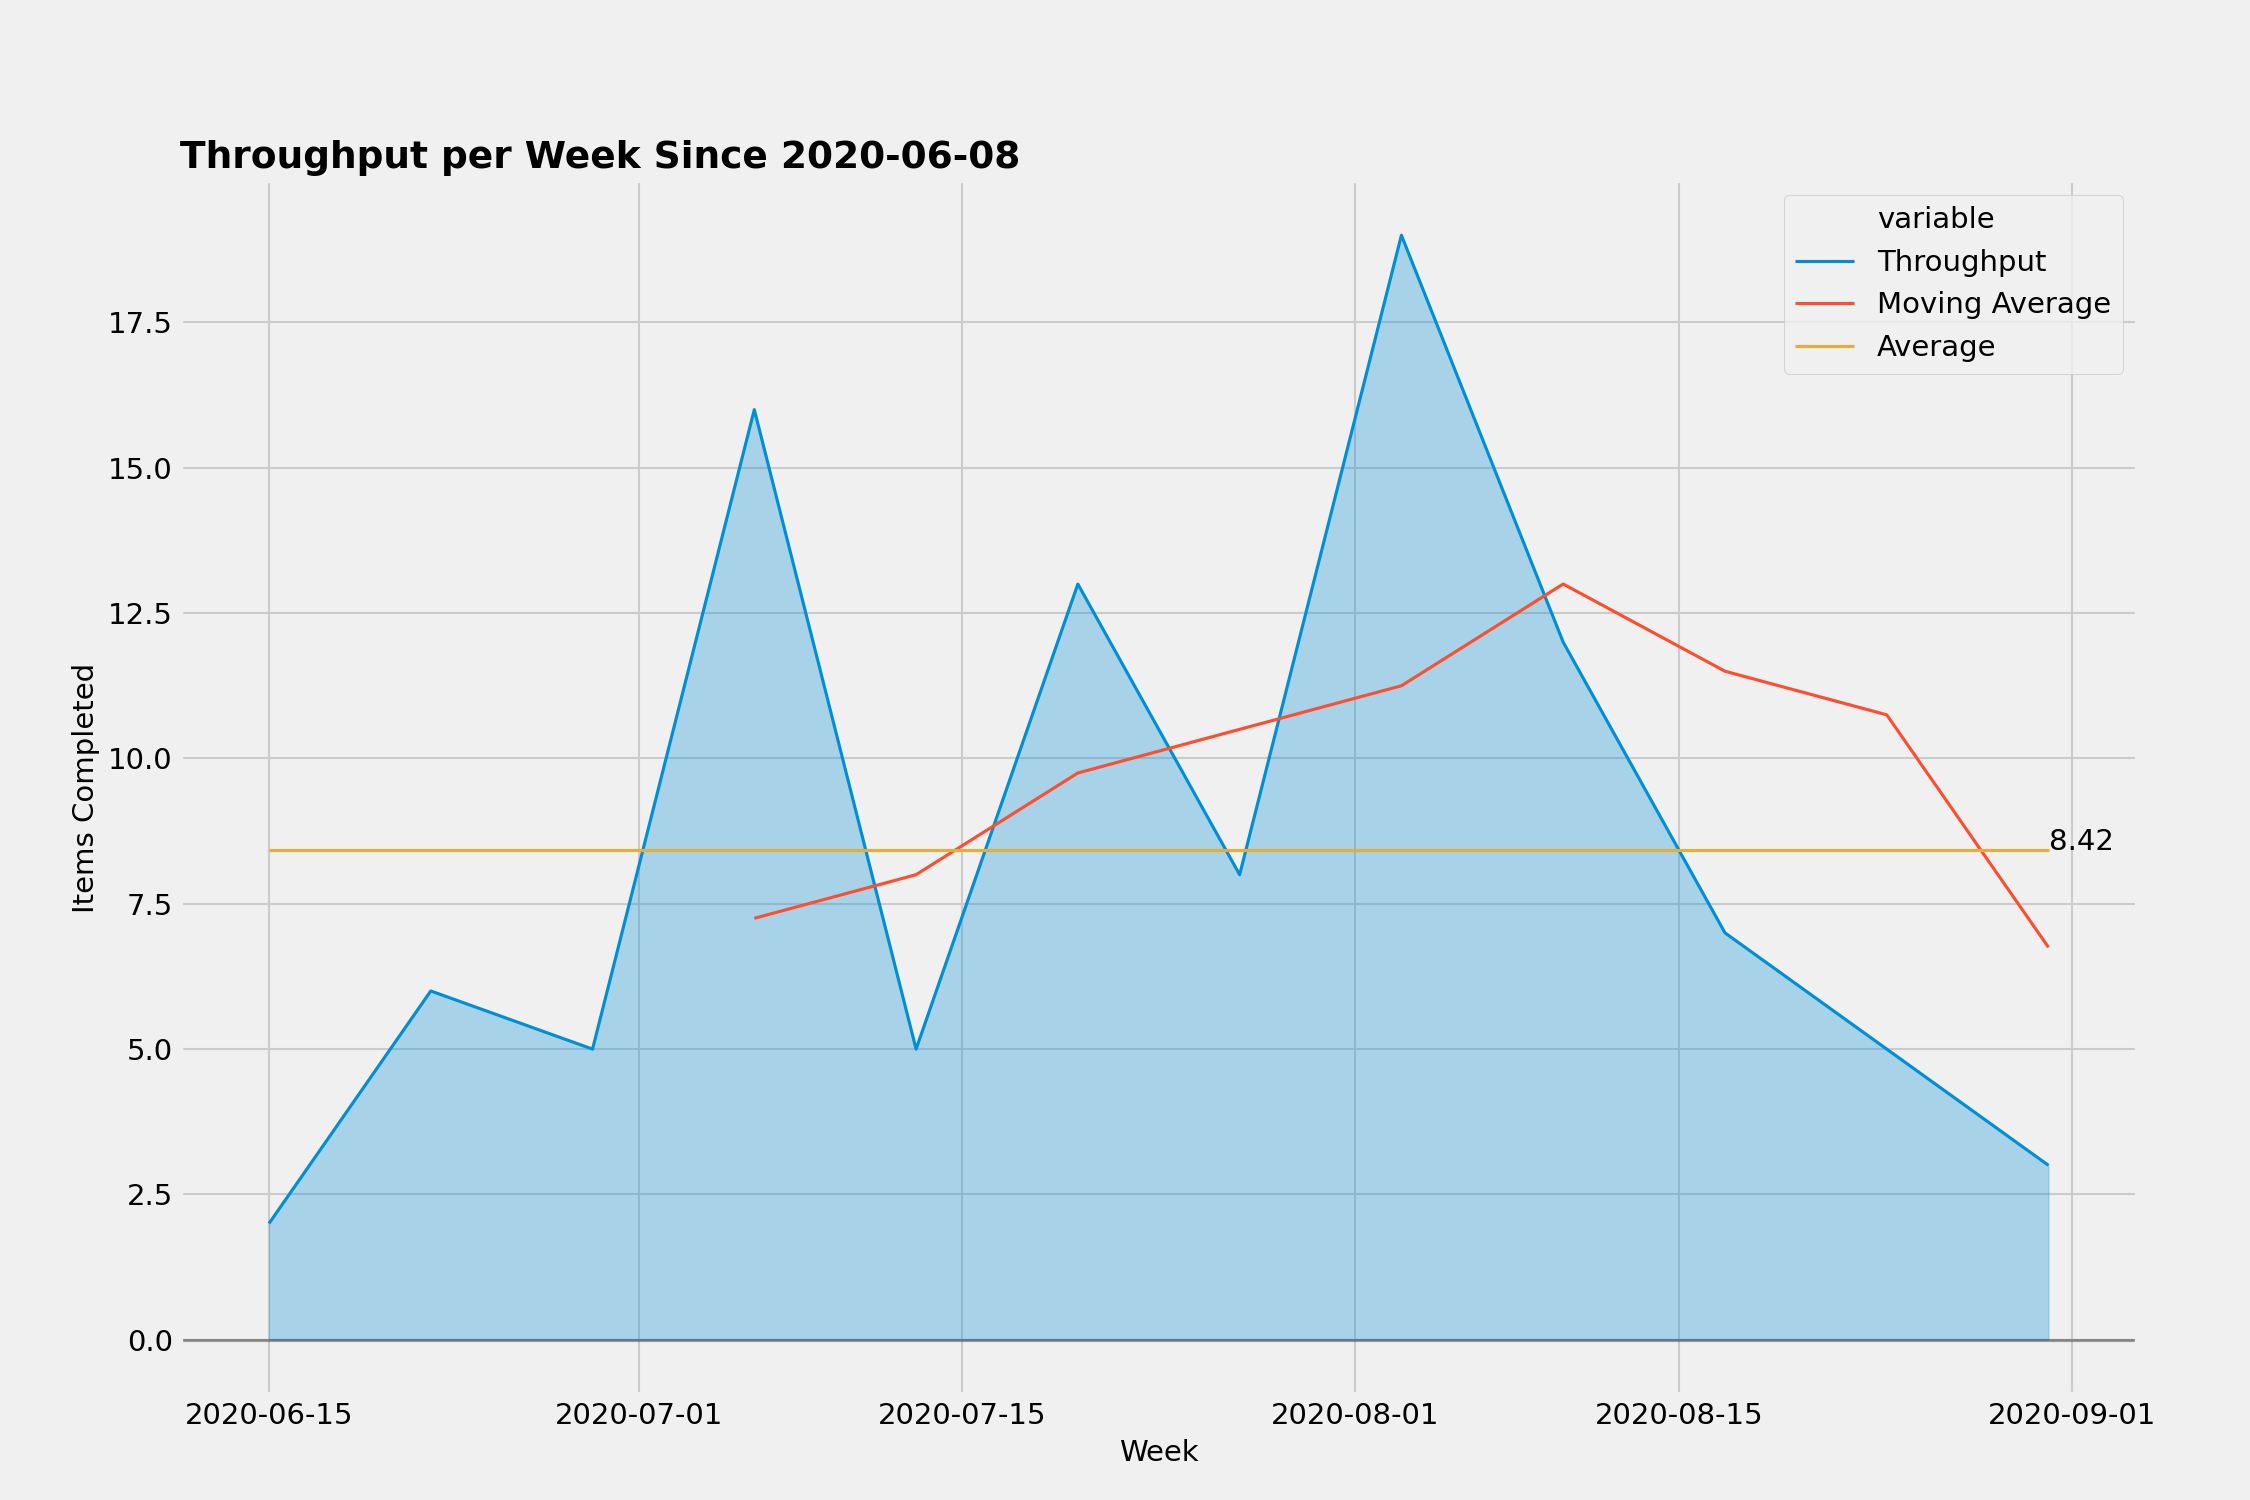 Throughput per Week Since 2020-06-08
variable
Throughput
Moving Average
Average
17.5
15.0
12.5
10.0
7.5
5.0
2.5
0.0
Items Completed
8.42
2020-06-15
2020-07-01
2020-07-15
2020-08-01
2020-08-15
2020-09-01
Week